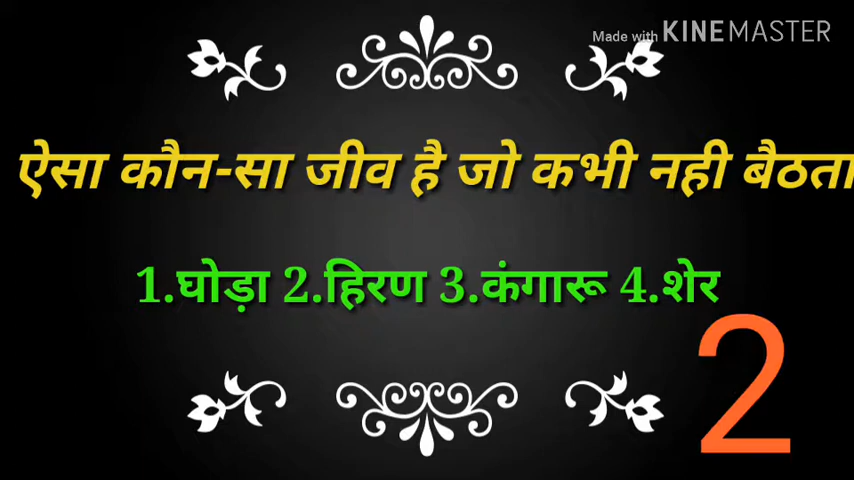 Made with KINEMASTER
ऐसा कौन-सा जीव है जो कभी नही बैठता
1.घोड़ा 2.हिरण 3.कंगारू 4.शेर
2